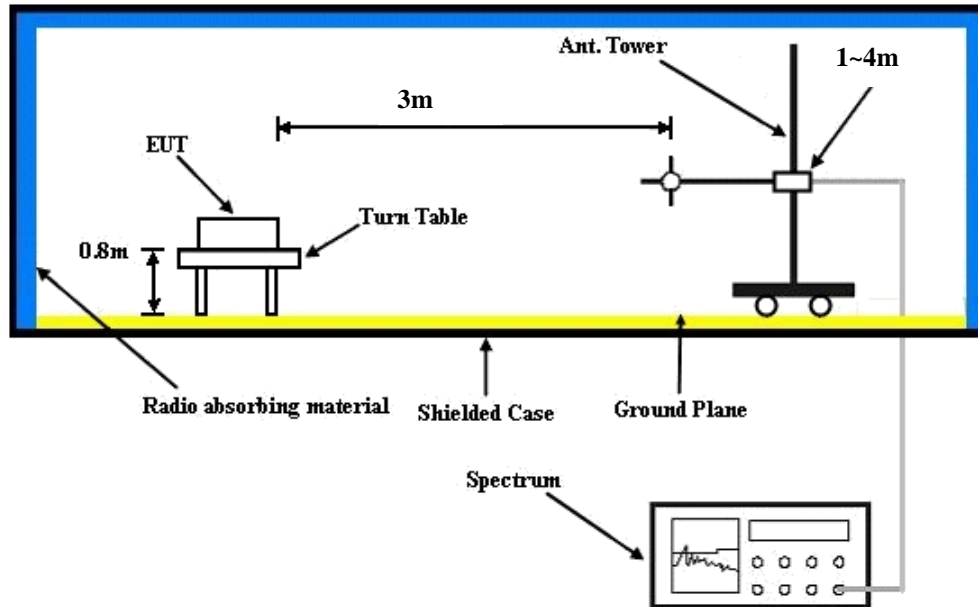 Ant. Tower
1~4m
3m
EUT
Turn Table
0.8m
Radio absorbing material
Shielded Case
Ground Plane
Spectrum